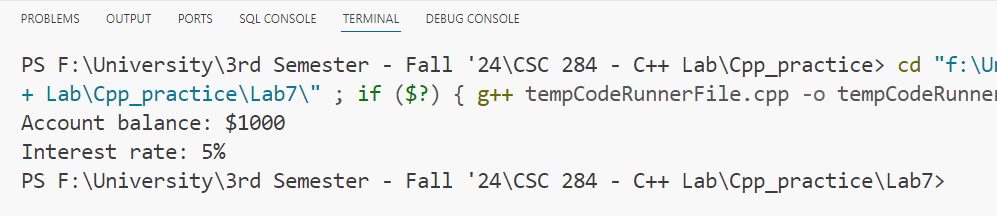 PROBLEMS OUTPUT PORTS SQL CONSOLE TERMINAL DEBUG CONSOLE
PS F:\University\3rd Semester - Fall '24\CSC 284 - C++ Lab\Cpp_practice> cd "f:\Un
+ Lab\Cpp_practice\Lab7\" ; if ($?) { g++ tempCodeRunnerFile.cpp -o tempCodeRunner
Account balance: $1000
Interest rate: 5%
PS F:\University\3rd Semester - Fall '24\CSC 284 - C++ Lab\Cpp_practice\Lab7>